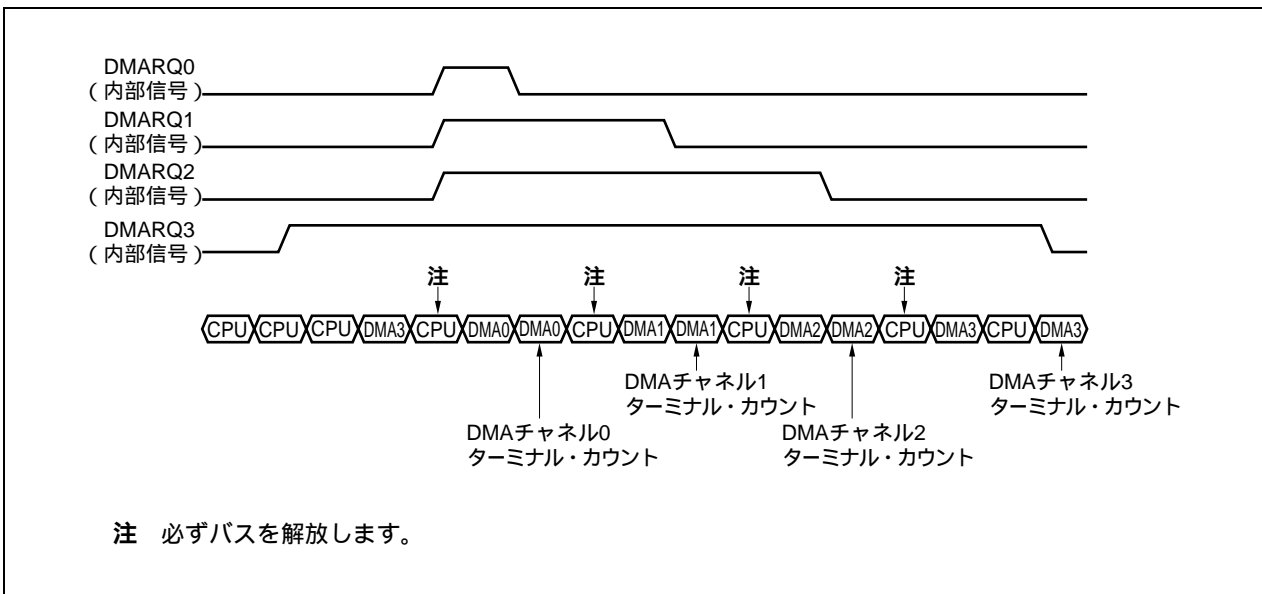 DMARQ0
(内部信号)
DMARQ1
(内部信号)
DMARQ2
(内部信号)
DMARQ3
(内部信号)
注 注 注 注
CPU CPU CPU DMA3 CPU DMA0 DMA0 CPU DMA1 DMA1 CPU DMA2 DMA2 CPU DMA3 CPU DMA3
DMAチャネル1
ターミナル・カウント
DMAチャネル3
ターミナル・カウント
DMAチャネル0
ターミナル・カウント
DMAチャネル2
ターミナル・カウント
注 必ずバスを解放します。